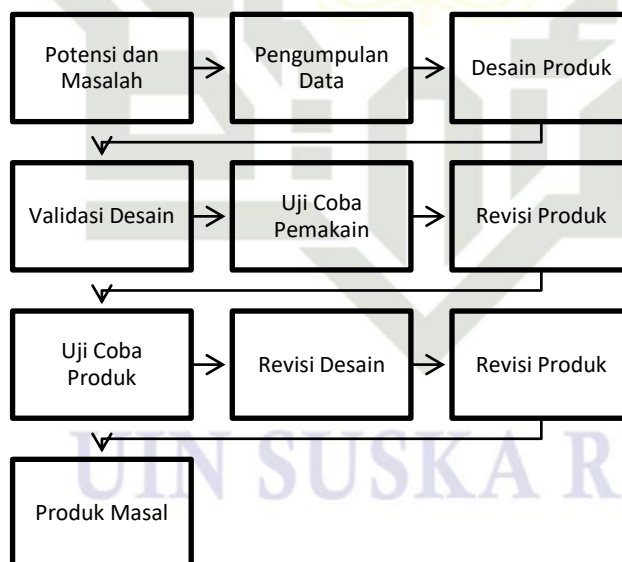 Potensi dan
Masalah
Pengumpulan
Data
Desain Produk
Validasi Desain
Uji Coba
Pemakain
Revisi Produk
Uji Coba
Produk
Revisi Desain
Revisi Produk
UIN SUSKA R
Produk Masal